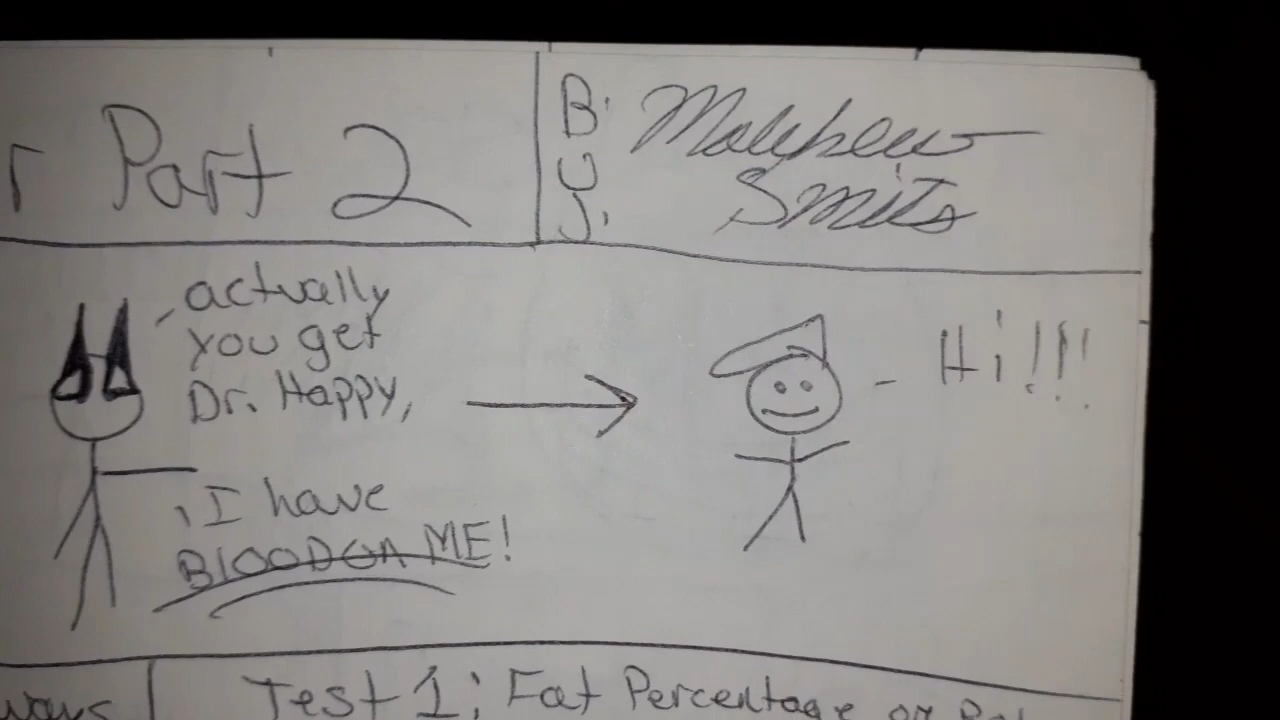 r Part 2
B.
U
J.
Matthew
Smits
actually
you get
Dr. Happy,
I have
BLOOD ON ME!
Hi!!!
ways
Test 1; Fat Percentage or